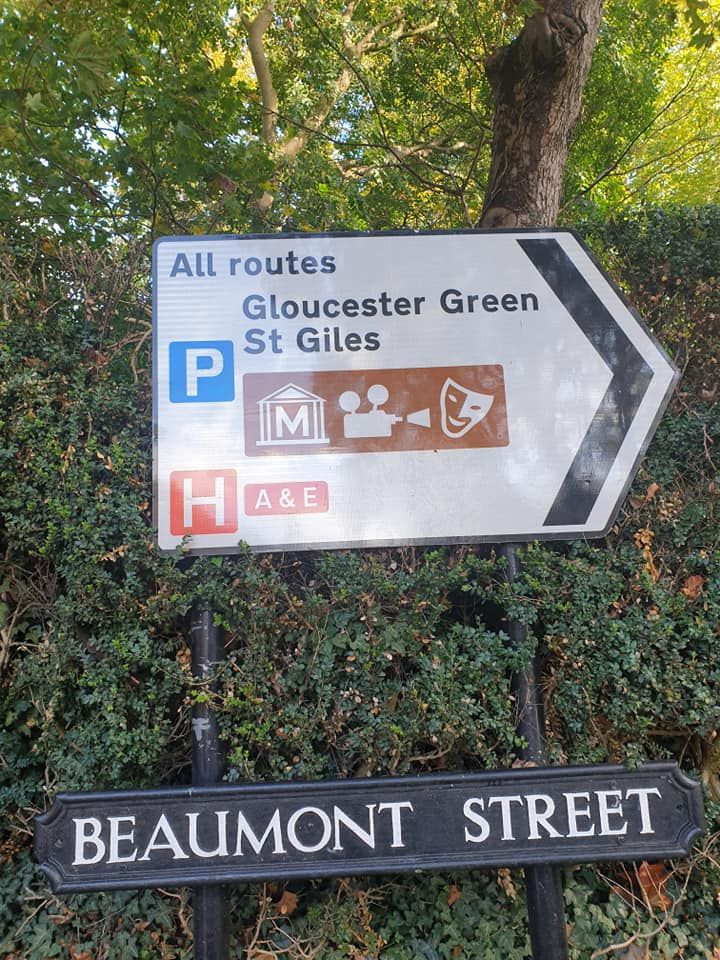 All routes
Gloucester Green
St Giles
P
M
H A & E
BEAUMONT STREET